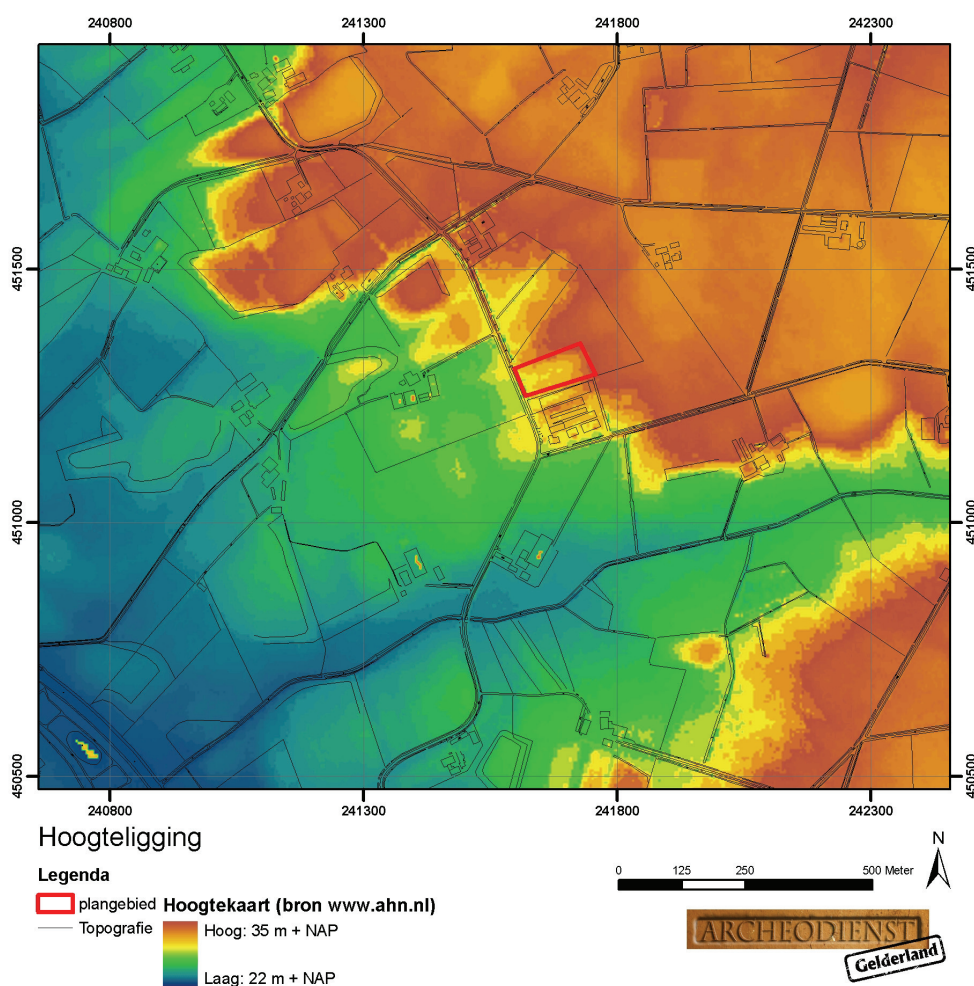 240800 241300 241800 242300
451500 451500
451000 451000
450500 450500
240800 241300 241800 242300
Hoogteligging
Legenda
plangebied
Topografie
Hoogtekaart (bron www.ahn.nl)
Hoog: 35 m + NAP
Laag: 22 m + NAP
N
0 125 250 500 Meter
ARCHEODIENST
Gelderland